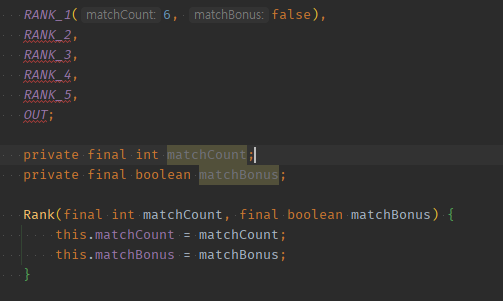 RANK_1( matchCount: 6, matchBonus: false),
RANK_2,
RANK_3,
RANK_4,
RANK_5,
OUT;
private final int matchCount;
private final boolean matchBonus;
Rank(final int matchCount, final boolean matchBonus) {
this.matchCount = matchCount;
this.matchBonus = matchBonus;
}